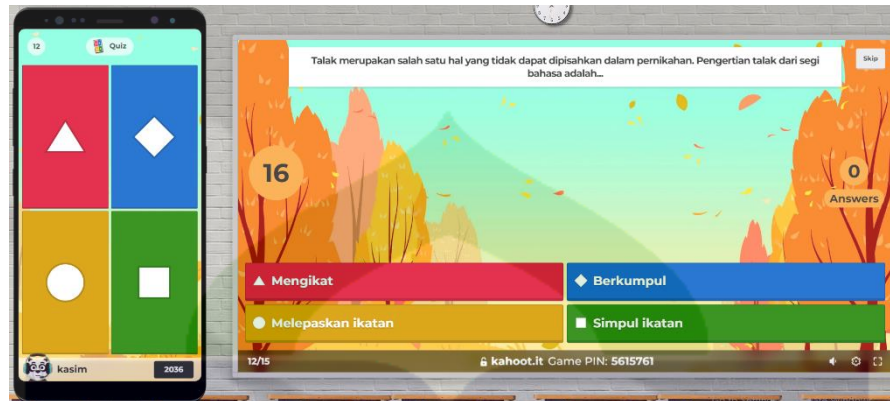 12
Quiz
kasim
2036
Talak merupakan salah satu hal yang tidak dapat dipisahkan dalam pernikahan. Pengertian talak dari segi
bahasa adalah...
Skip
16
0
Answers
Mengikat
Berkumpul
Melepaskan ikatan
Simpul ikatan
12/15
kahoot.it Game PIN: 5615761